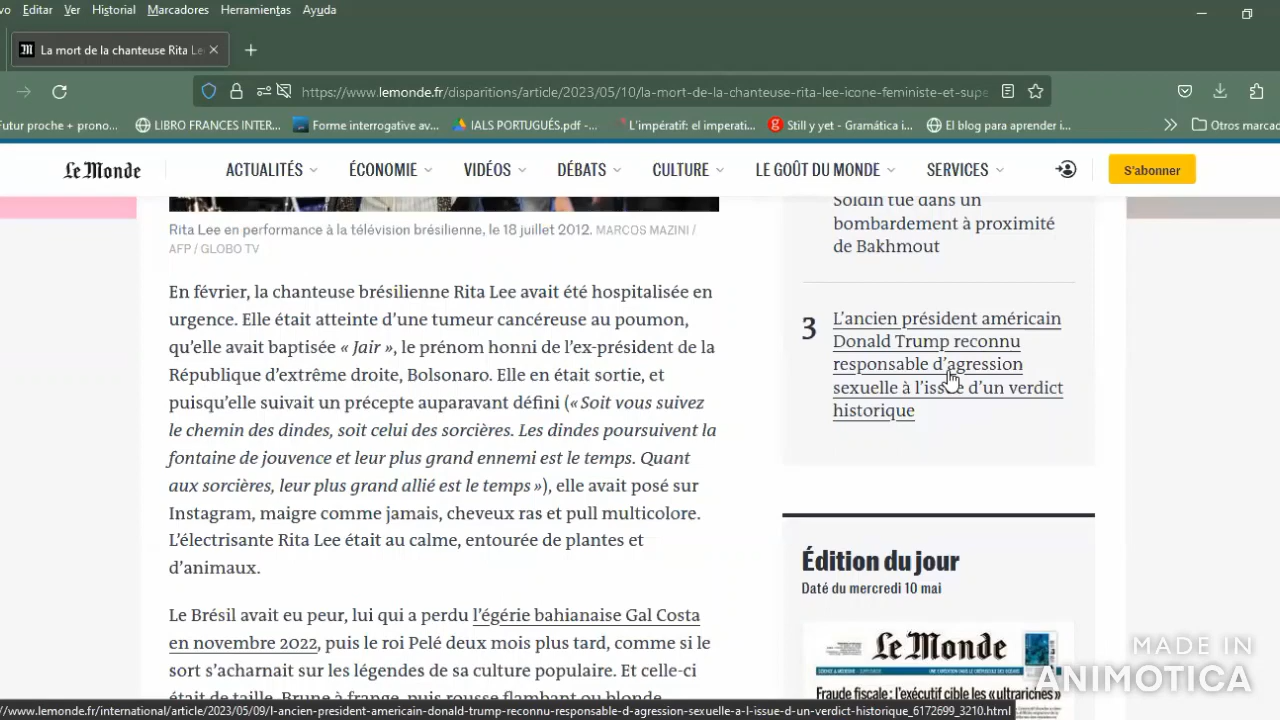 vo Editar Ver Historial Marcadores Herramientas Ayuda
M La mort de la chanteuse Rita Le
https://www.lemonde.fr/disparitions/article/2023/05/10/la-mort-de-la-chanteuse-rita-lee-icone-feministe-et-supe
Futur proche + prono... LIBRO FRANCES INTER... Forme interrogative av... IALS PORTUGUÊS.pdf -... L'impératif: el imperati... Still y yet - Gramática i... El blog para aprender i... Otros marcad
Le Monde ACTUALITÉS ÉCONOMIE VIDÉOS DÉBATS CULTURE LE GOÛT DU MONDE SERVICES S'abonner
Rita Lee en performance à la télévision brésilienne, le 18 juillet 2012. MARCOS MAZINI /
AFP / GLOBO TV
En février, la chanteuse brésilienne Rita Lee avait été hospitalisée en
urgence. Elle était atteinte d'une tumeur cancéreuse au poumon,
qu'elle avait baptisée « Jair », le prénom honni de l'ex-président de la
République d'extrême droite, Bolsonaro. Elle en était sortie, et
puisqu'elle suivait un précepte auparavant défini (« Soit vous suivez
le chemin des dindes, soit celui des sorcières. Les dindes poursuivent la
fontaine de jouvence et leur plus grand ennemi est le temps. Quant
aux sorcières, leur plus grand allié est le temps »), elle avait posé sur
Instagram, maigre comme jamais, cheveux ras et pull multicolore.
L'électrisante Rita Lee était au calme, entourée de plantes et
d'animaux.
Le Brésil avait eu peur, lui qui a perdu l'égérie bahianaise Gal Costa
en novembre 2022, puis le roi Pelé deux mois plus tard, comme si le
sort s'acharnait sur les légendes de sa culture populaire. Et celle-ci
était de taille. Brune à frange, puis rousse flambant ou blonde
Soldin tué dans un
bombardement à proximité
de Bakhmout
3 L'ancien président américain
Donald Trump reconnu
responsable d'agression
sexuelle à l'issue d'un verdict
historique
Édition du jour
Daté du mercredi 10 mai
Le Monde
Fraude fiscale : l'exécutif cible les « ultrariches »
MADE IN
ANIMOTICA
//www.lemonde.fr/international/article/2023/05/09/l-ancien-president-americain-donald-trump-reconnu-responsable-d-agression-sexuelle-a-l-issue-d-un-verdict-historique_6172699_3210.html